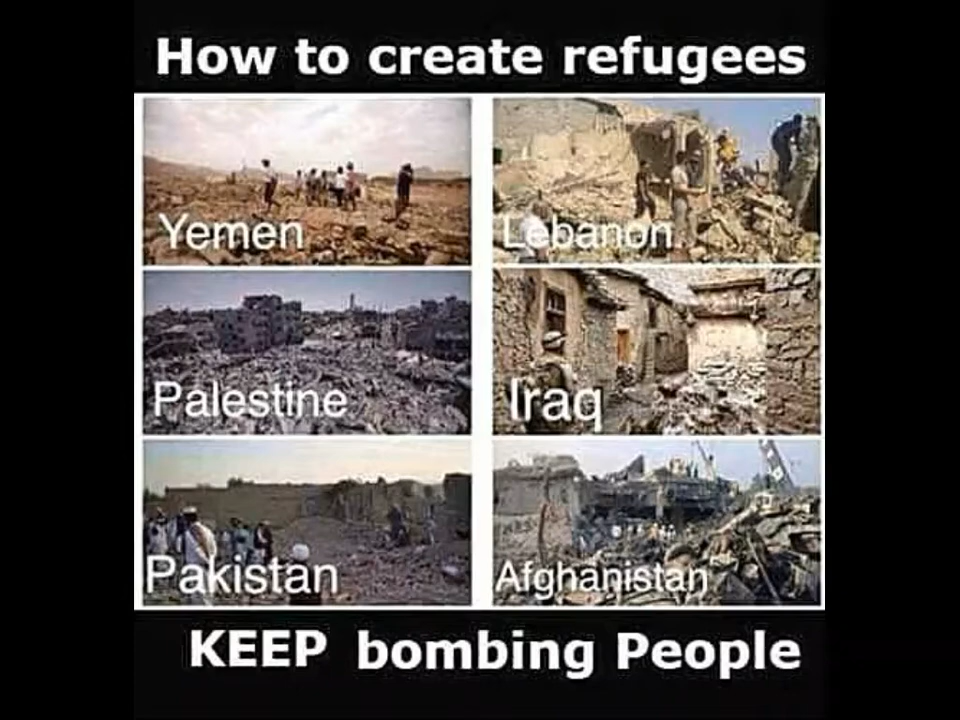 How to create refugees
Yemen
Lebanon
Palestine
Iraq
Pakistan
Afghanistan
KEEP bombing People